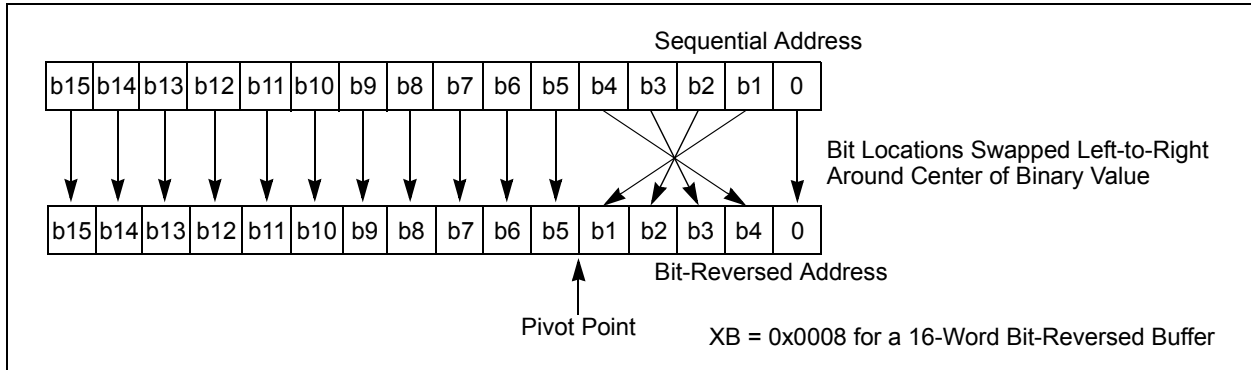 Sequential Address
b15 b14 b13 b12 b11 b10 b9 b8 b7 b6 b5 b4 b3 b2 b1 0
Bit Locations Swapped Left-to-Right
Around Center of Binary Value
b15 b14 b13 b12 b11 b10 b9 b8 b7 b6 b5 b1 b2 b3 b4 0
Bit-Reversed Address
Pivot Point
XB = 0x0008 for a 16-Word Bit-Reversed Buffer